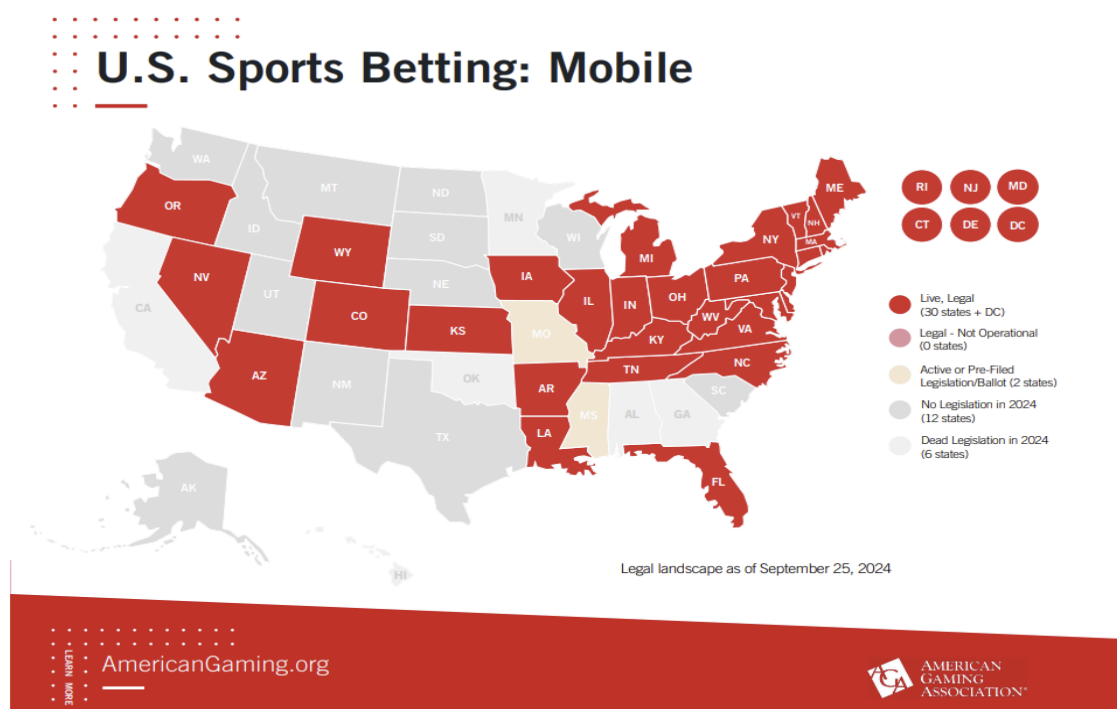 U.S. Sports Betting: Mobile
WA
MT
ND
MN
OR
ID
SD
WI
WY
MI
NY
VT
NH
ME
MA
RI
NJ
MD
CT
DE
DC
CA
NV
UT
CO
NE
IA
IL
IN
OH
PA
KS
MO
KY
WV
VA
AZ
NM
OK
AR
TN
NC
SC
TX
LA
MS
AL
GA
FL
AK
HI
Live, Legal
(30 states + DC)
Legal - Not Operational
(0 states)
Active or Pre-Filed
Legislation/Ballot (2 states)
No Legislation in 2024
(12 states)
Dead Legislation in 2024
(6 states)
Legal landscape as of September 25, 2024
LEARN MORE
AmericanGaming.org
AGA
AMERICAN
GAMING
ASSOCIATION®